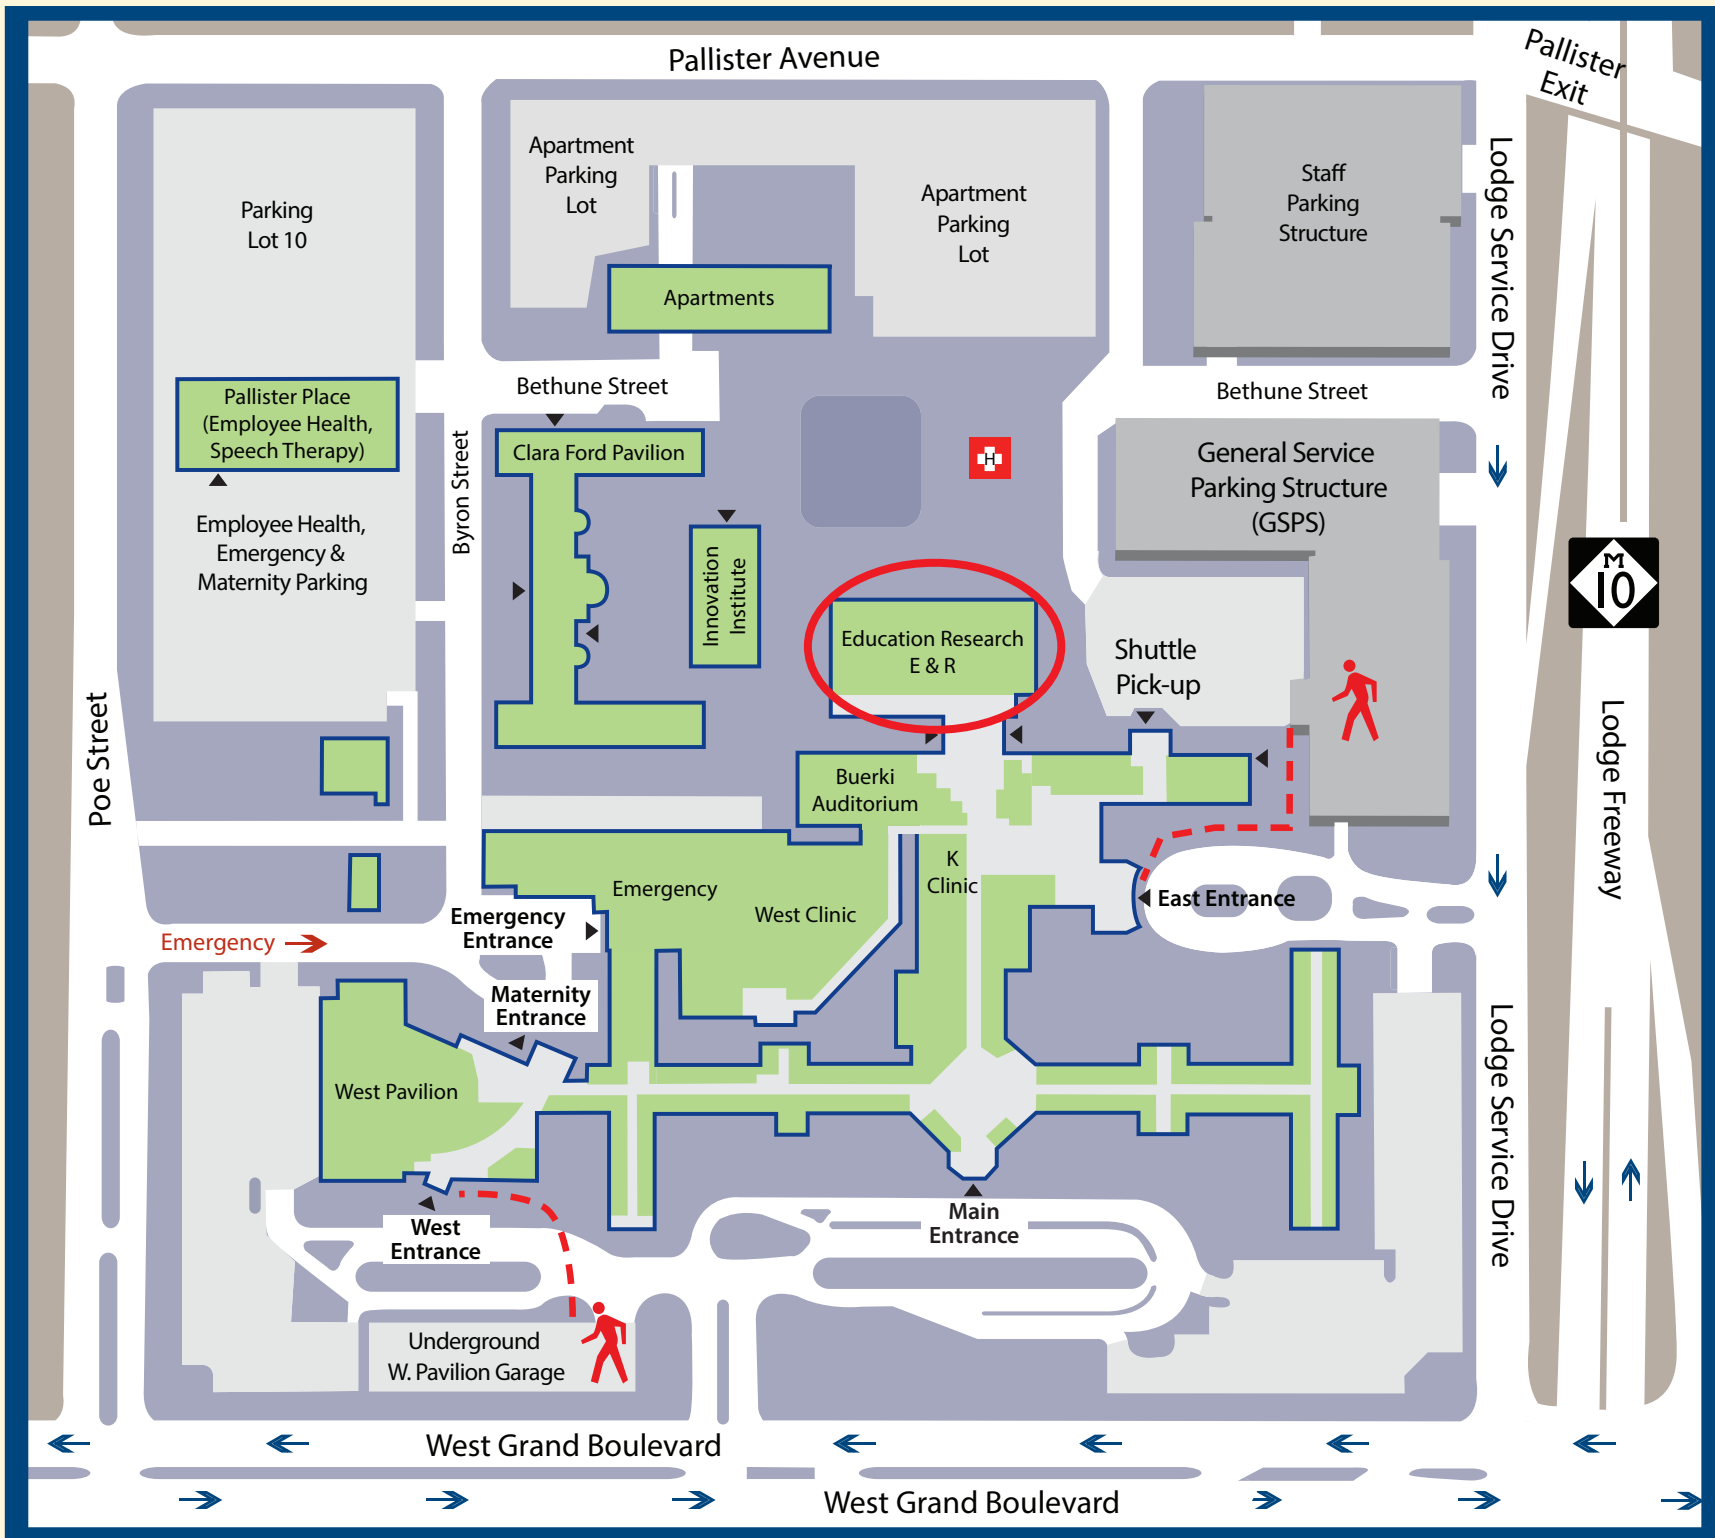 Pallister Avenue
Pallister
Exit
Apartment
Parking
Lot
Apartment
Parking
Lot
Staff
Parking
Structure
Lodge Service Drive
Parking
Lot 10
Apartments
Bethune Street
Bethune Street
Pallister Place
(Employee Health,
Speech Therapy)
Clara Ford Pavilion
H
General Service
Parking Structure
(GSPS)
Byron Street
Employee Health,
Emergency &
Maternity Parking
Innovation
Institute
M
10
Education Research
E & R
Shuttle
Pick-up
Poe Street
Lodge Freeway
Buerki
Auditorium
K
Clinic
Emergency
West Clinic
East Entrance
Emergency
Entrance
Emergency
Maternity
Entrance
Lodge Service Drive
West Pavilion
West
Entrance
Main
Entrance
Underground
W. Pavilion Garage
West Grand Boulevard
West Grand Boulevard